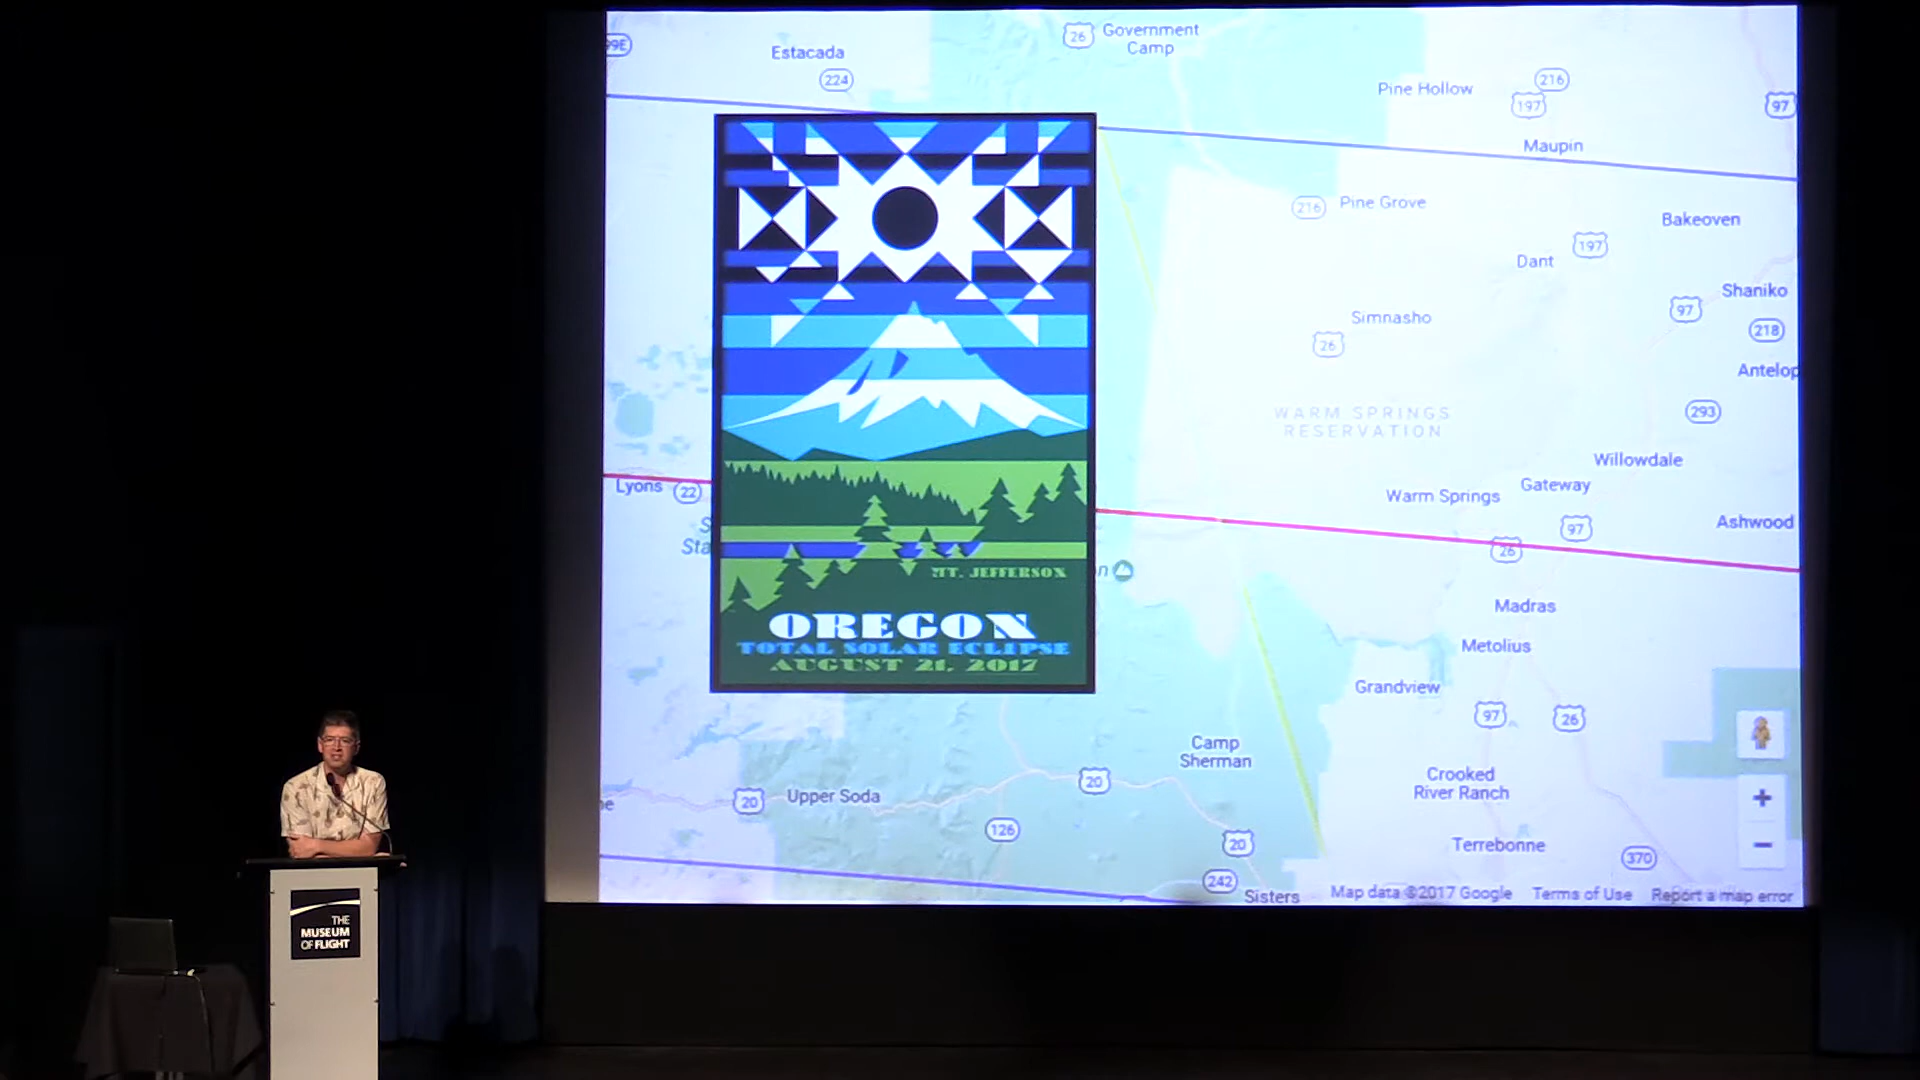 99E
Estacada
224
26
Government
Camp
Pine Hollow
216
197
97
Maupin
216
Pine Grove
Bakeoven
197
Dant
Shaniko
97
218
Simnasho
26
Antelop
293
WARM SPRINGS
RESERVATION
Willowdale
Lyons
22
Warm Springs
Gateway
97
Ashwood
26
S
Sta
n
MT. JEFFERSON
OREGON
TOTAL SOLAR ECLIPSE
AUGUST 21, 2017
Madras
Metolius
Grandview
97
26
Camp
Sherman
20
Crooked
River Ranch
20
Upper Soda
126
20
Terrebonne
370
242
Sisters
Map data ©2017 Google
Terms of Use
Report a map error
THE
MUSEUM
OF FLIGHT